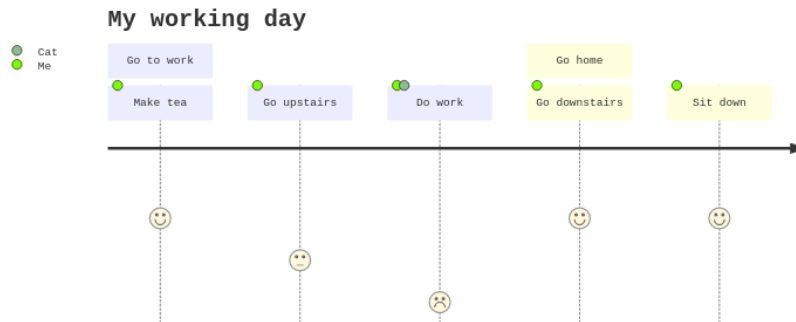 My working day
Cat
Me
Go to work
Go home
Make tea
Go upstairs
Do work
Go downstairs
Sit down